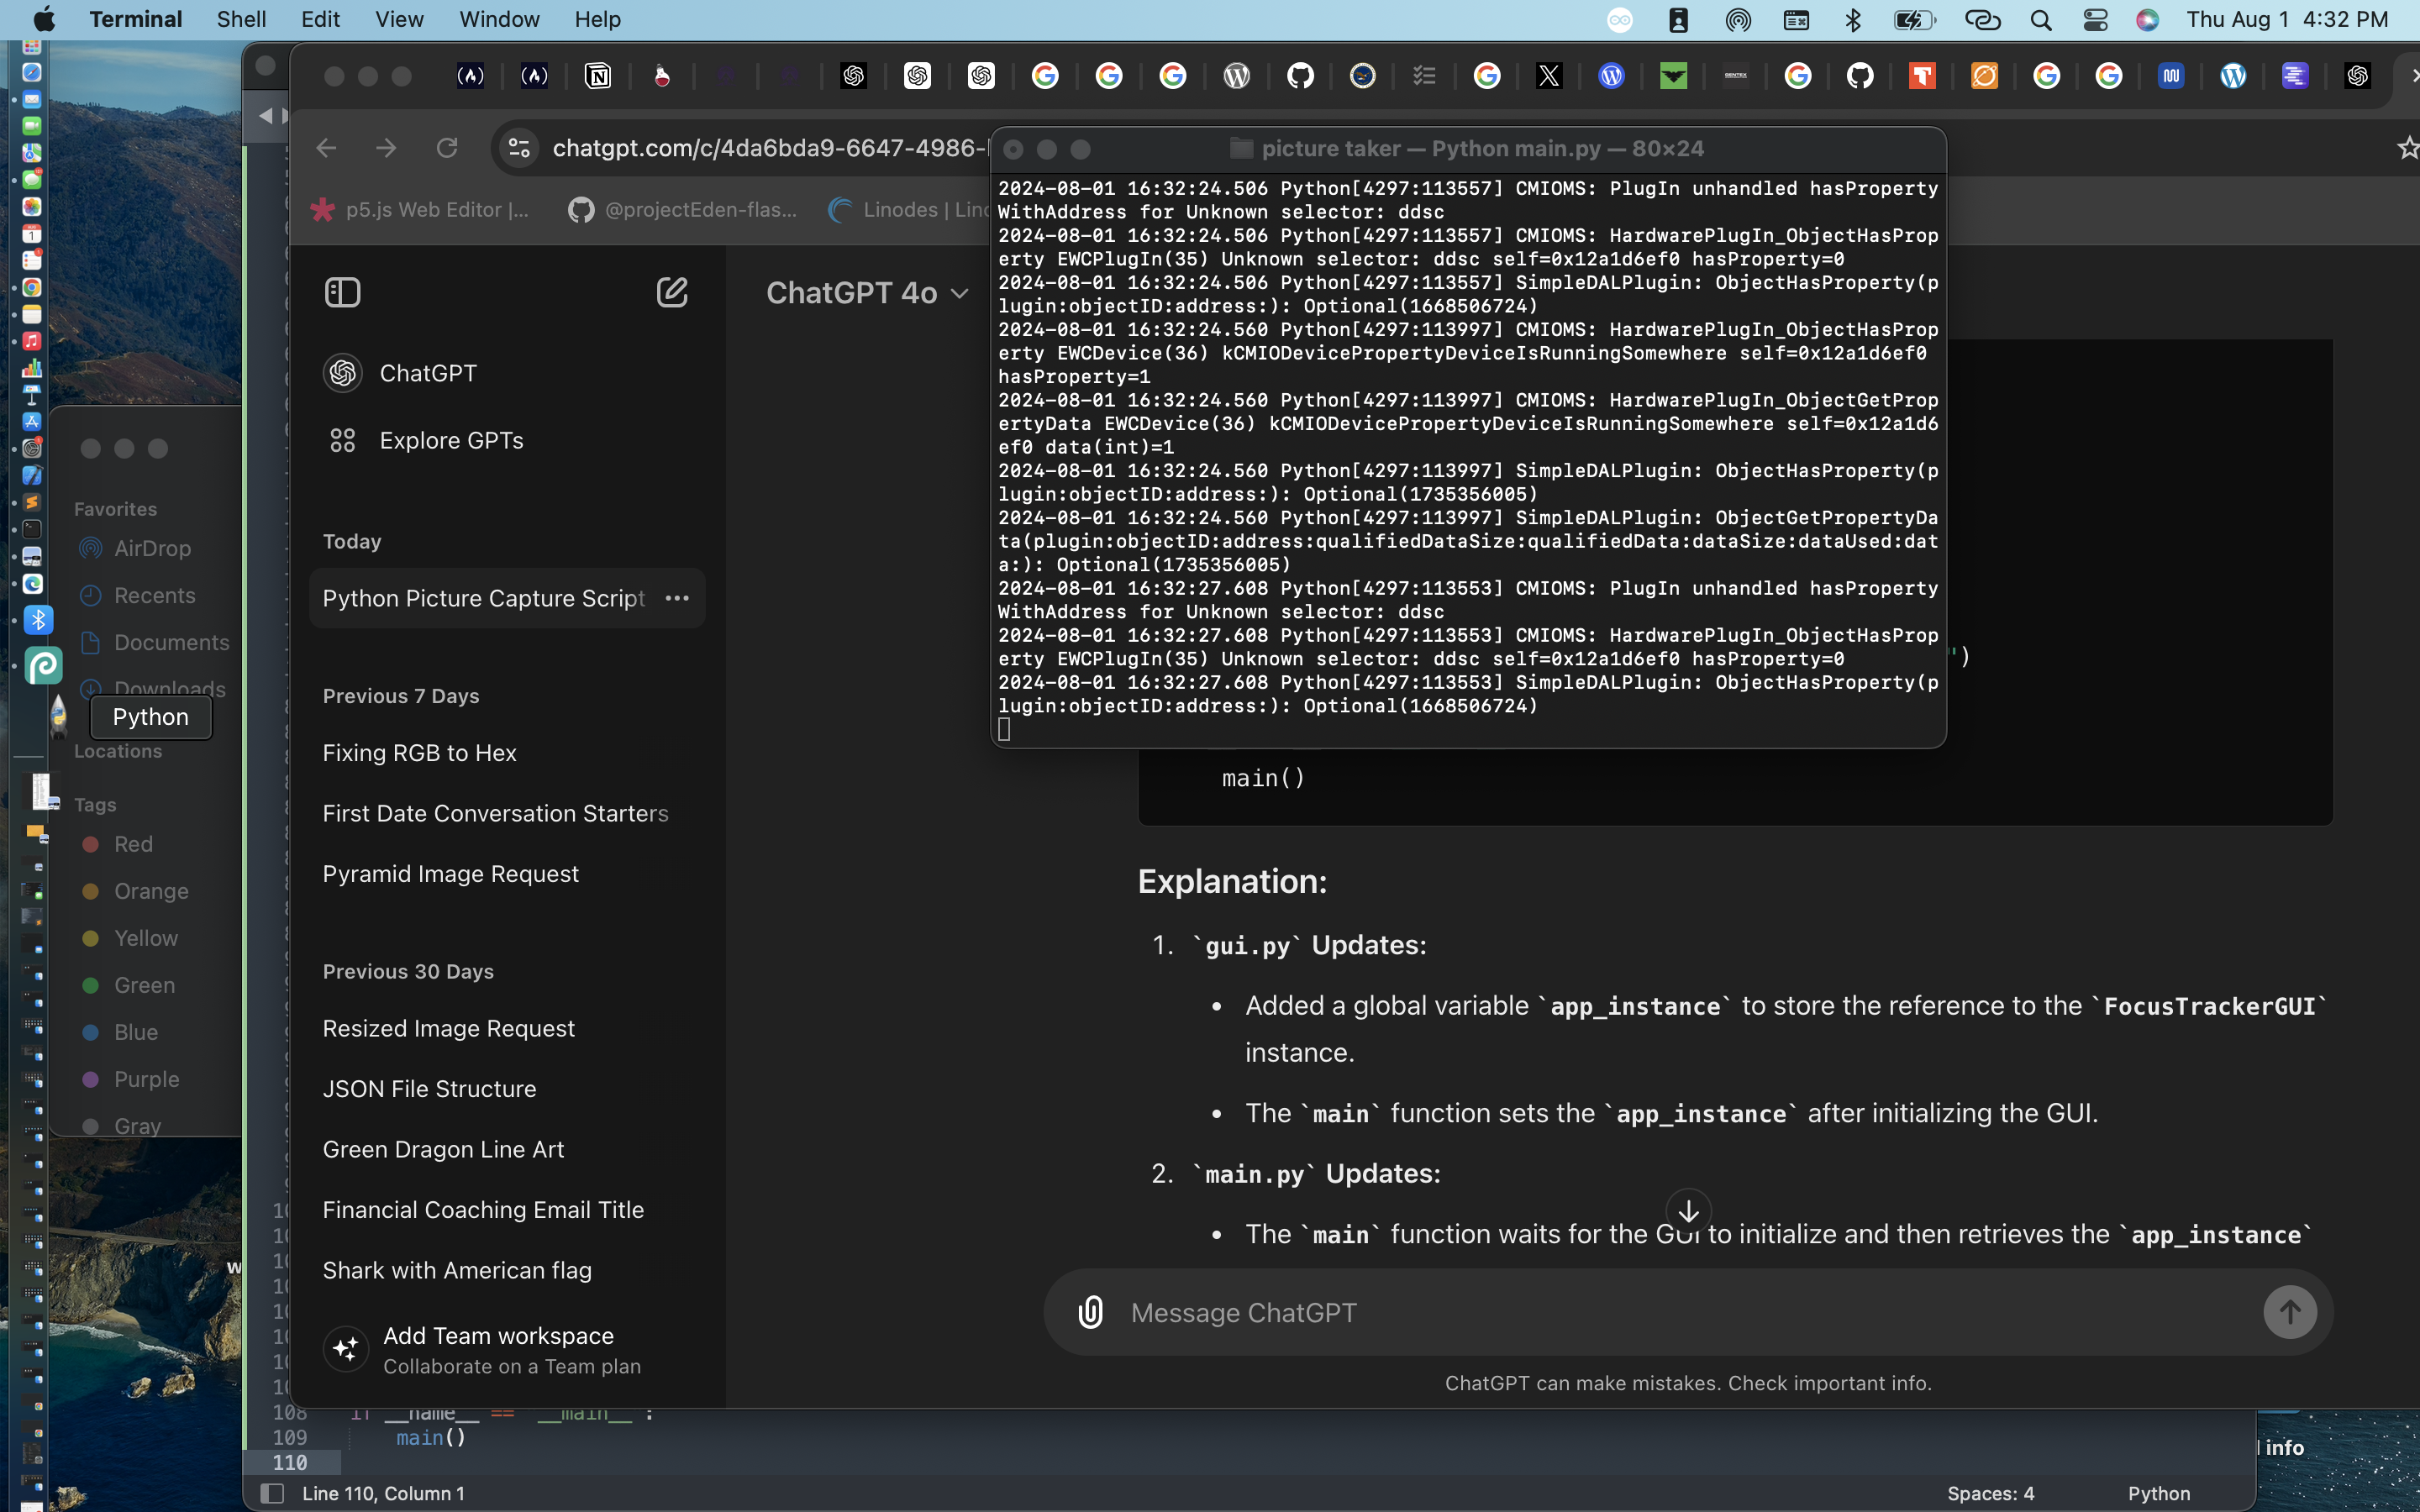 Terminal Shell Edit View Window Help Thu Aug 1 4:32 PM
chatgpt.com/c/4da6bda9-6647-4986-
p5.js Web Editor |... @projectEden-flas... Linodes | Lin
picture taker — Python main.py — 80×24
2024-08-01 16:32:24.506 Python[4297:113557] CMIOMS: PlugIn unhandled hasProperty
WithAddress for Unknown selector: ddsc
2024-08-01 16:32:24.506 Python[4297:113557] CMIOMS: HardwarePlugIn_ObjectHasProp
erty EWCPlugIn(35) Unknown selector: ddsc self=0x12a1d6ef0 hasProperty=0
2024-08-01 16:32:24.506 Python[4297:113557] SimpleDALPlugin: ObjectHasProperty(p
lugin:objectID:address:): Optional(1668506724)
2024-08-01 16:32:24.560 Python[4297:113997] CMIOMS: HardwarePlugIn_ObjectHasProp
erty EWCDevice(36) kCMIODevicePropertyDeviceIsRunningSomewhere self=0x12a1d6ef0
hasProperty=1
2024-08-01 16:32:24.560 Python[4297:113997] CMIOMS: HardwarePlugIn_ObjectGetProp
ertyData EWCDevice(36) kCMIODevicePropertyDeviceIsRunningSomewhere self=0x12a1d6
ef0 data(int)=1
2024-08-01 16:32:24.560 Python[4297:113997] SimpleDALPlugin: ObjectHasProperty(p
lugin:objectID:address:): Optional(1735356005)
2024-08-01 16:32:24.560 Python[4297:113997] SimpleDALPlugin: ObjectGetPropertyDa
ta(plugin:objectID:address:qualifiedDataSize:qualifiedData:dataSize:dataUsed:dat
a:): Optional(1735356005)
2024-08-01 16:32:27.608 Python[4297:113553] CMIOMS: PlugIn unhandled hasProperty
WithAddress for Unknown selector: ddsc
2024-08-01 16:32:27.608 Python[4297:113553] CMIOMS: HardwarePlugIn_ObjectHasProp
erty EWCPlugIn(35) Unknown selector: ddsc self=0x12a1d6ef0 hasProperty=0
2024-08-01 16:32:27.608 Python[4297:113553] SimpleDALPlugin: ObjectHasProperty(p
lugin:objectID:address:): Optional(1668506724)
Favorites
AirDrop
Recents
Documents
Downloads
Python
Locations
Tags
Red
Orange
Yellow
Green
Blue
Purple
Gray
ChatGPT
Explore GPTs
Today
Python Picture Capture Script
Previous 7 Days
Fixing RGB to Hex
First Date Conversation Starters
Pyramid Image Request
Previous 30 Days
Resized Image Request
JSON File Structure
Green Dragon Line Art
Financial Coaching Email Title
Shark with American flag
Add Team workspace
Collaborate on a Team plan
ChatGPT 4o
")
main()
Explanation:
1. `gui.py` Updates:
• Added a global variable `app_instance` to store the reference to the `FocusTrackerGUI`
instance.
• The `main` function sets the `app_instance` after initializing the GUI.
2. `main.py` Updates:
• The `main` function waits for the GUI to initialize and then retrieves the `app_instance`
Message ChatGPT
ChatGPT can make mistakes. Check important info.
108 if __name__ == "__main__":
109 main()
110
info
Line 110, Column 1 Spaces: 4 Python